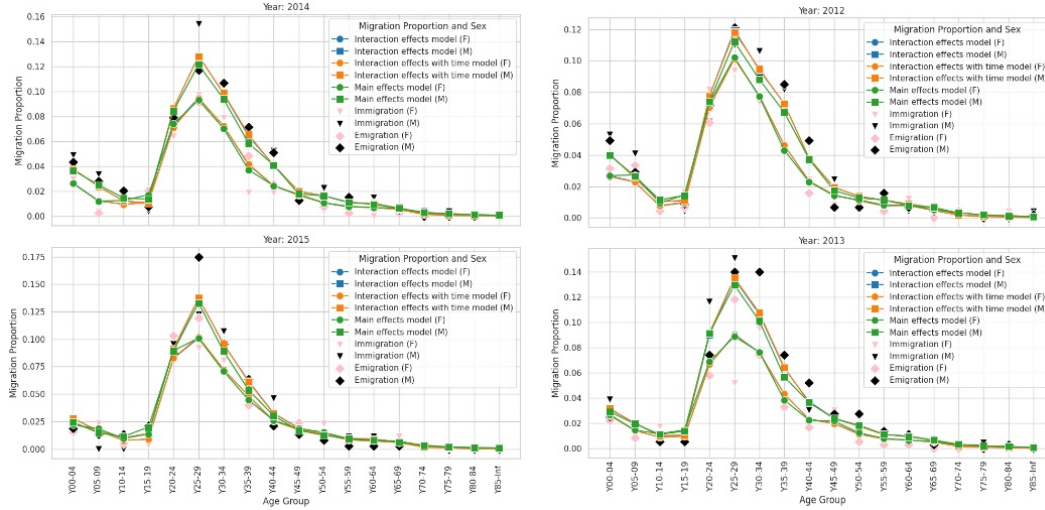 Year: 2014
Migration Proportion
0.16
0.14
0.12
0.10
0.08
0.06
0.04
0.02
0.00
Migration Proportion and Sex
Interaction effects model (F)
Interaction effects model (M)
Interaction effects with time model (F)
Interaction effects with time model (M)
Main effects model (F)
Main effects model (M)
Immigration (F)
Immigration (M)
Emigration (F)
Emigration (M)
Year: 2012
Migration Proportion
0.12
0.10
0.08
0.06
0.04
0.02
0.00
Migration Proportion and Sex
Interaction effects model (F)
Interaction effects model (M)
Interaction effects with time model (F)
Interaction effects with time model (M)
Main effects model (F)
Main effects model (M)
Immigration (F)
Immigration (M)
Emigration (F)
Emigration (M)
Year: 2015
Migration Proportion
0.175
0.150
0.125
0.100
0.075
0.050
0.025
0.000
Migration Proportion and Sex
Interaction effects model (F)
Interaction effects model (M)
Interaction effects with time model (F)
Interaction effects with time model (M)
Main effects model (F)
Main effects model (M)
Immigration (F)
Immigration (M)
Emigration (F)
Emigration (M)
Y00-04
Y05-09
Y10-14
Y15-19
Y20-24
Y25-29
Y30-34
Y35-39
Y40-44
Y45-49
Y50-54
Y55-59
Y60-64
Y65-69
Y70-74
Y75-79
Y80-84
Y85-Inf
Age Group
Year: 2013
Migration Proportion
0.14
0.12
0.10
0.08
0.06
0.04
0.02
0.00
Migration Proportion and Sex
Interaction effects model (F)
Interaction effects model (M)
Interaction effects with time model (F)
Interaction effects with time model (M
Main effects model (F)
Main effects model (M)
Immigration (F)
Immigration (M)
Emigration (F)
Emigration (M)
Y00-04
Y05-09
Y10-14
Y15-19
Y20-24
Y25-29
Y30-34
Y35-39
Y40-44
Y45-49
Y50-54
Y55-59
Y60-64
Y65-69
Y70-74
Y75-79
Y80-84
Y85-Inf
Age Group